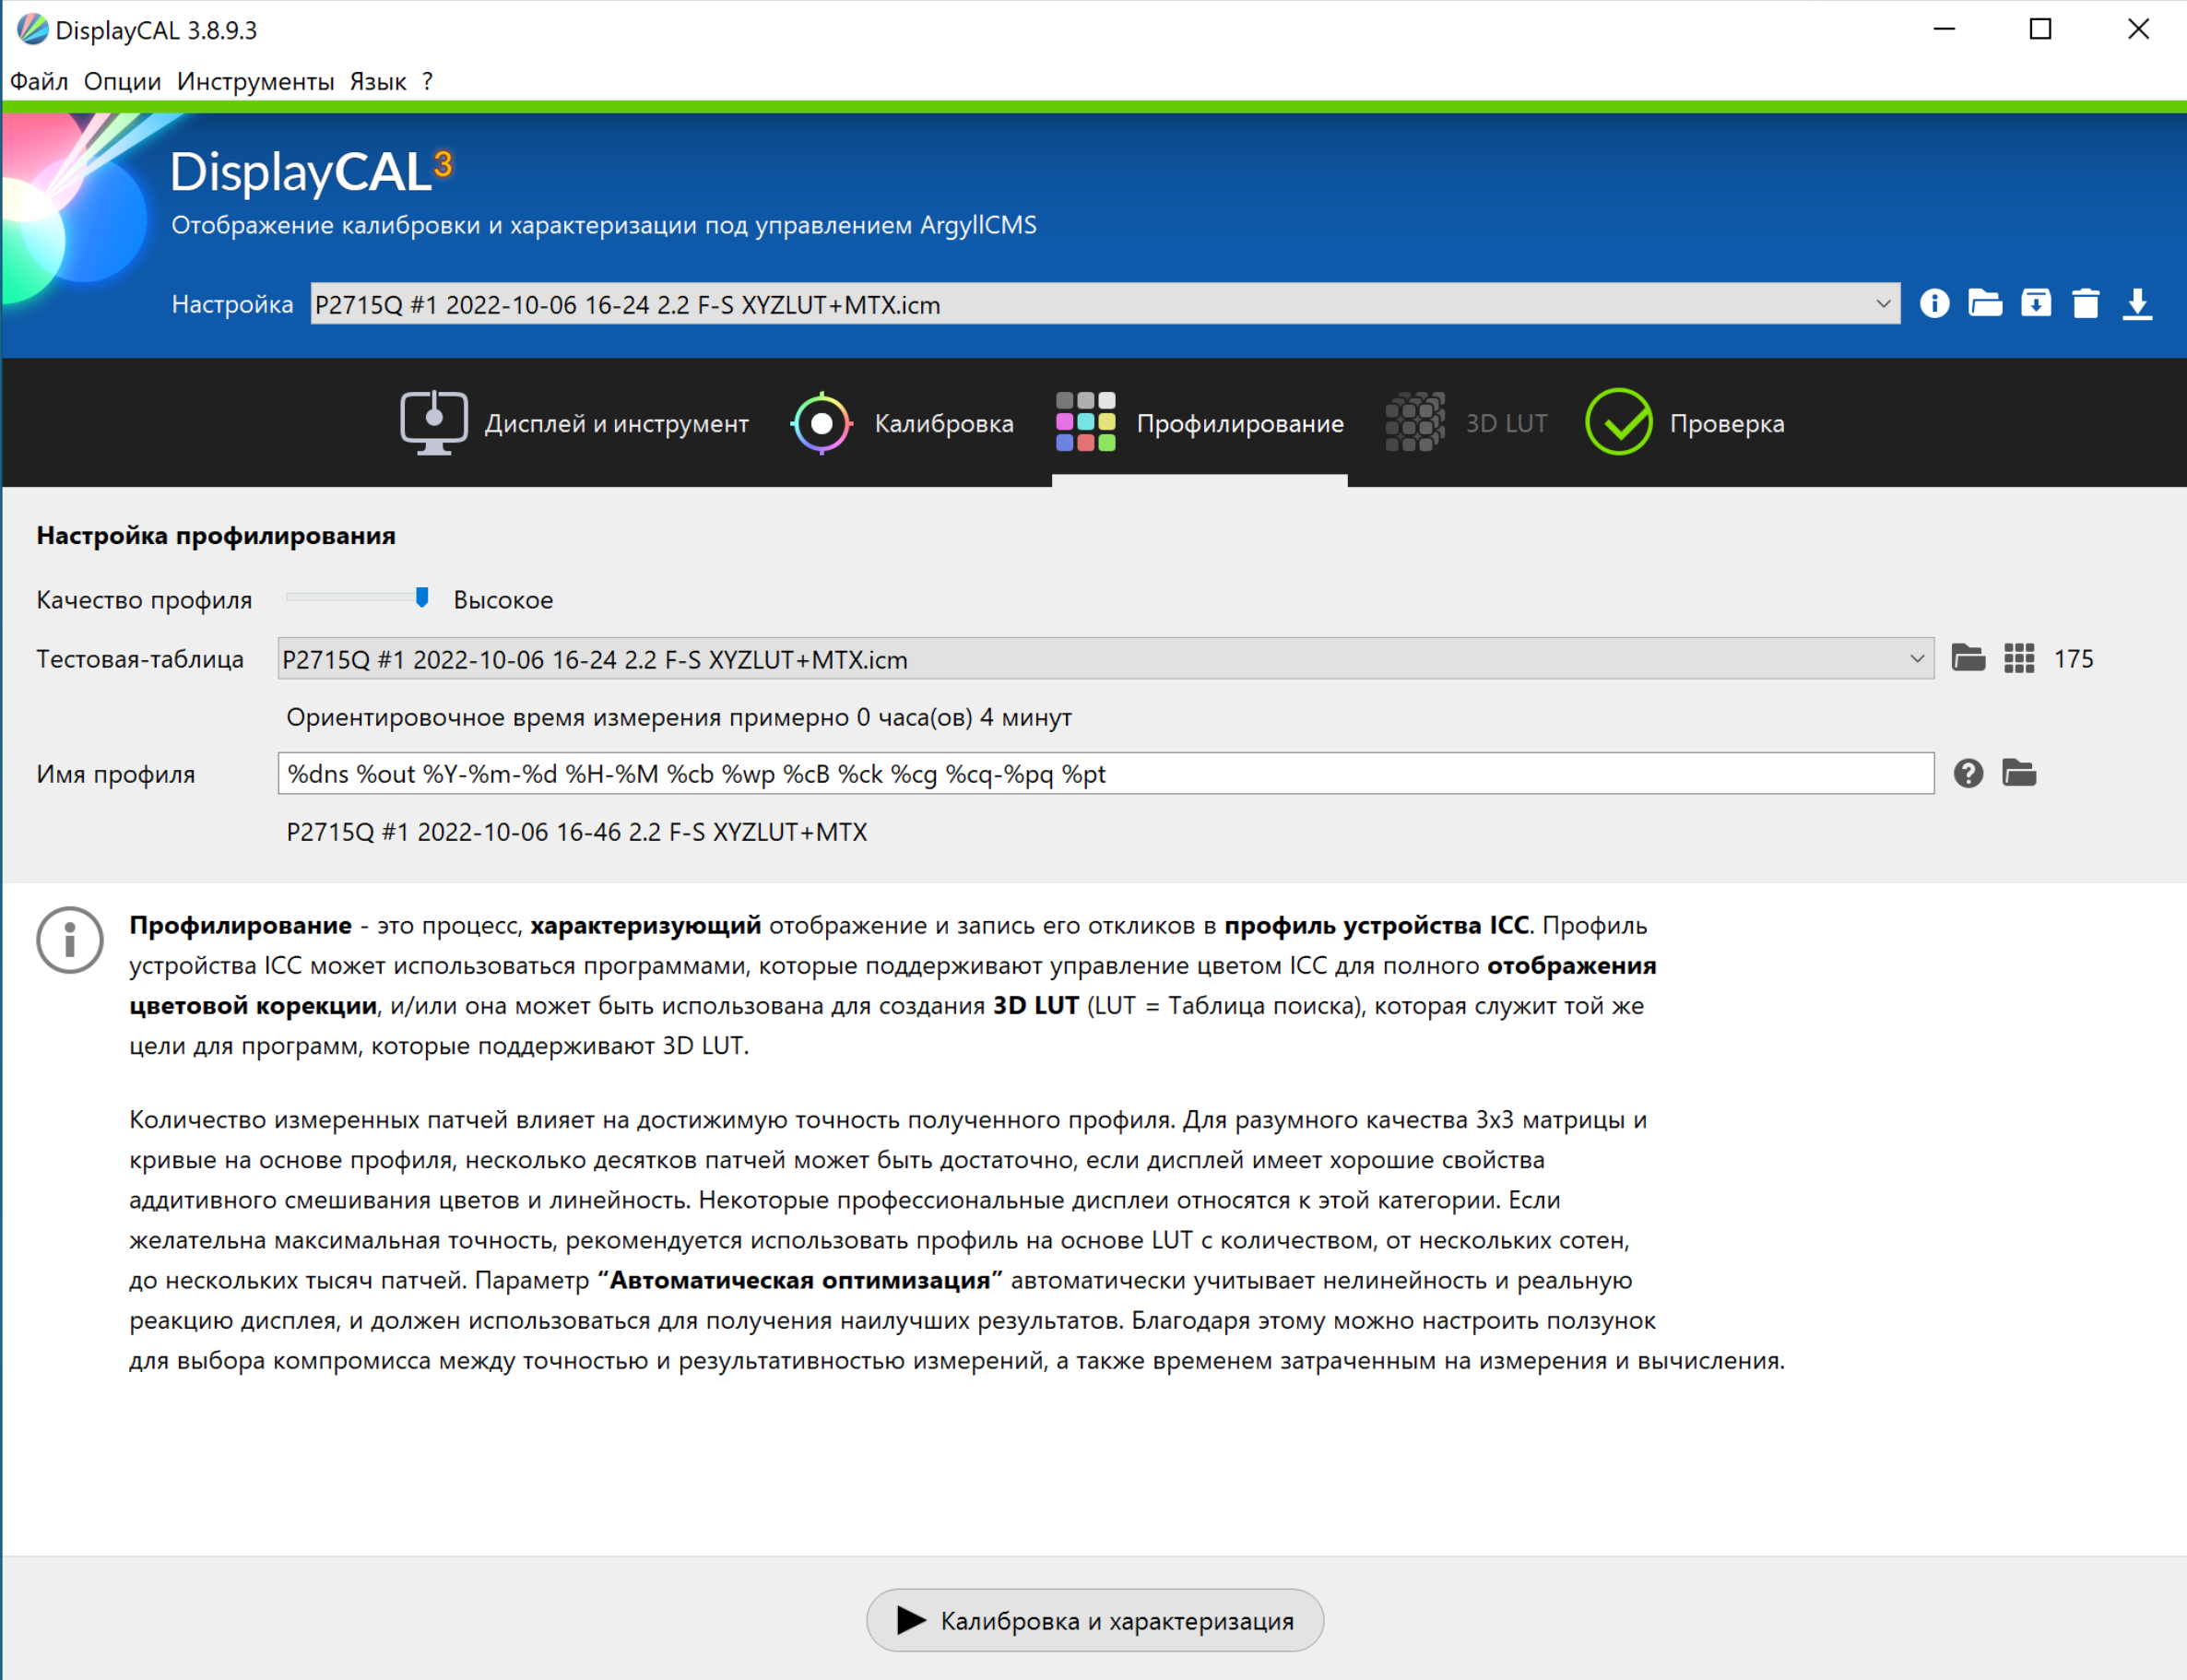 DisplayCAL 3.8.9.3
Файл Опции Инструменты Язык ?
DisplayCAL3
Отображение калибровки и характеризации под управлением ArgyllCMS
Настройка P2715Q #1 2022-10-06 16-24 2.2 F-S XYZLUT+MTX.icm
Дисплей и инструмент Калибровка Профилирование 3D LUT Проверка
Настройка профилирования
Качество профиля Высокое
Тестовая-таблица P2715Q #1 2022-10-06 16-24 2.2 F-S XYZLUT+MTX.icm 175
Ориентировочное время измерения примерно 0 часа(ов) 4 минут
Имя профиля %dns %out %Y-%m-%d %H-%M %cb %wp %cB %ck %cg %cq-%pq %pt
P2715Q #1 2022-10-06 16-46 2.2 F-S XYZLUT+MTX
Профилирование - это процесс, характеризующий отображение и запись его откликов в профиль устройства ICC. Профиль
устройства ICC может использоваться программами, которые поддерживают управление цветом ICC для полного отображения
цветовой корекции, и/или она может быть использована для создания 3D LUT (LUT = Таблица поиска), которая служит той же
цели для программ, которые поддерживают 3D LUT.
Количество измеренных патчей влияет на достижимую точность полученного профиля. Для разумного качества 3x3 матрицы и
кривые на основе профиля, несколько десятков патчей может быть достаточно, если дисплей имеет хорошие свойства
аддитивного смешивания цветов и линейность. Некоторые профессиональные дисплеи относятся к этой категории. Если
желательна максимальная точность, рекомендуется использовать профиль на основе LUT с количеством, от нескольких сотен,
до нескольких тысяч патчей. Параметр “Автоматическая оптимизация” автоматически учитывает нелинейность и реальную
реакцию дисплея, и должен использоваться для получения наилучших результатов. Благодаря этому можно настроить ползунок
для выбора компромисса между точностью и результативностью измерений, а также временем затраченным на измерения и вычисления.
Калибровка и характеризация